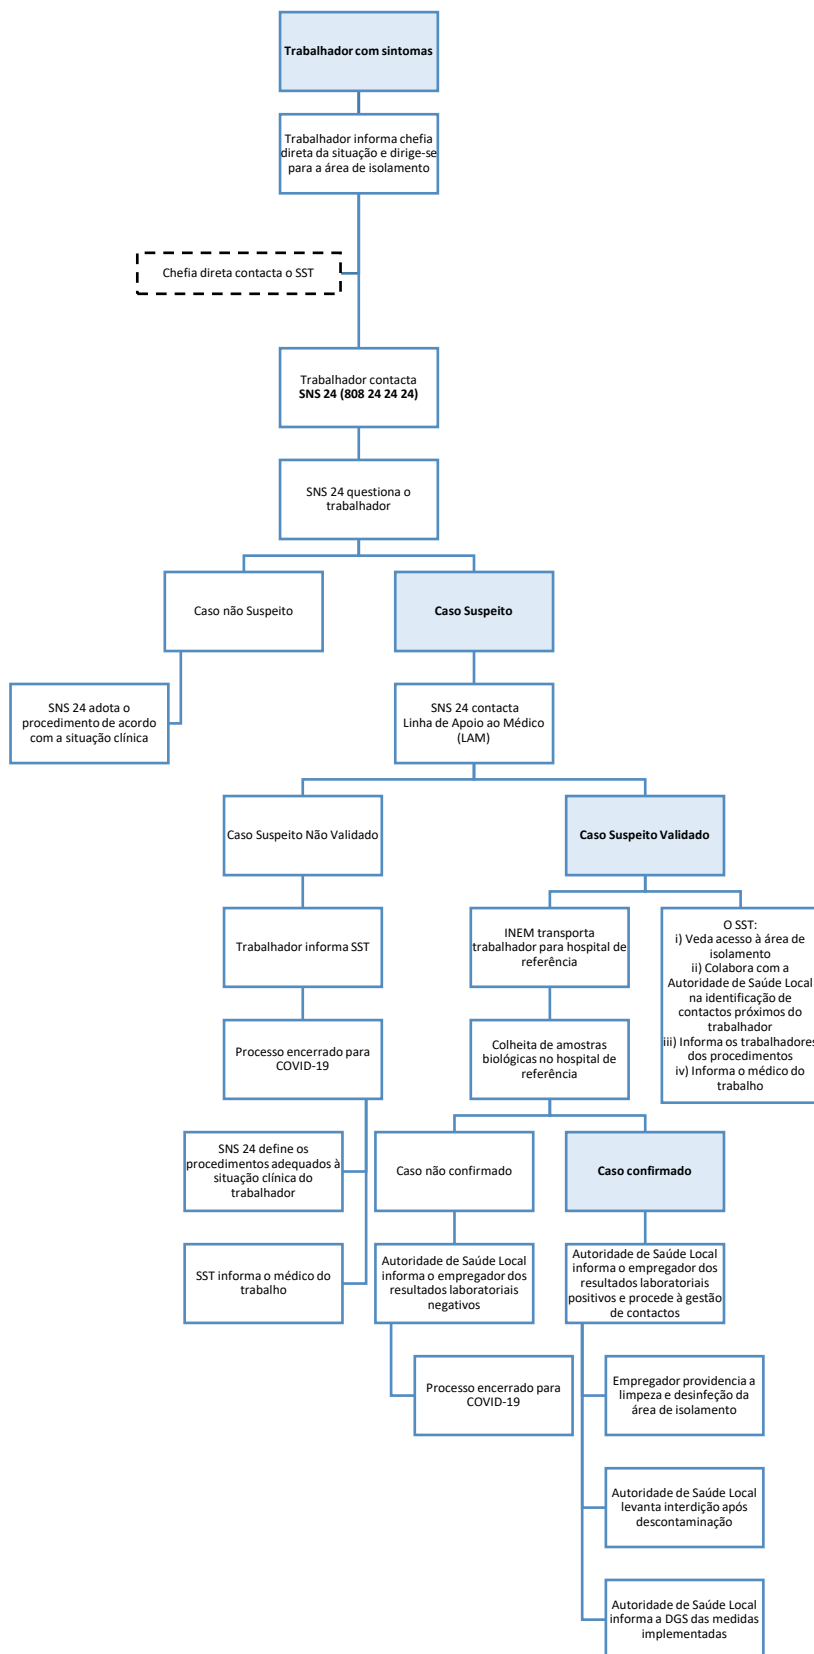 Trabalhador com sintomas
Trabalhador informa chefia
direta da situação e dirige-se
para a área de isolamento
Chefia direta contacta o SST
Trabalhador contacta
SNS 24 (808 24 24 24)
SNS 24 questiona o
trabalhador
Caso não Suspeito
Caso Suspeito
SNS 24 adota o
procedimento de acordo
com a situação clínica
SNS 24 contacta
Linha de Apoio ao Médico
(LAM)
Caso Suspeito Não Validado
Caso Suspeito Validado
Trabalhador informa SST
INEM transporta
trabalhador para hospital de
referência
O SST:
i) Veda acesso à área de
isolamento
ii) Colabora com a
Autoridade de Saúde Local
na identificação de
contactos próximos do
trabalhador
iii) Informa os trabalhadores
dos procedimentos
iv) Informa o médico do
trabalho
Processo encerrado para
COVID-19
Colheita de amostras
biológicas no hospital de
referência
SNS 24 define os
procedimentos adequados à
situação clínica do
trabalhador
Caso não confirmado
Caso confirmado
SST informa o médico do
trabalho
Autoridade de Saúde Local
informa o empregador dos
resultados laboratoriais
negativos
Autoridade de Saúde Local
informa o empregador dos
resultados laboratoriais
positivos e procede à gestão
de contactos
Processo encerrado para
COVID-19
Empregador providencia a
limpeza e desinfeção da
área de isolamento
Autoridade de Saúde Local
levanta interdição após
descontaminação
Autoridade de Saúde Local
informa a DGS das medidas
implementadas